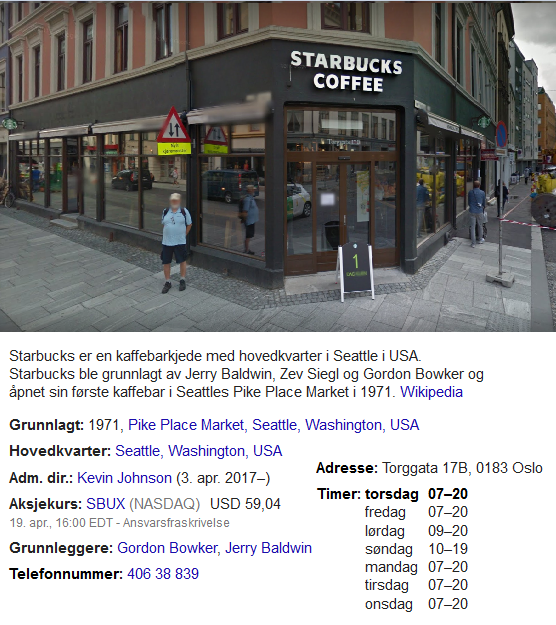 STARBUCKS
COFFEE
Starbucks er en kaffebarkjede med hovedkvarter i Seattle i USA.
Starbucks ble grunnlagt av Jerry Baldwin, Zev Siegl og Gordon Bowker og
åpnet sin første kaffebar i Seattles Pike Place Market i 1971. Wikipedia
Grunnlagt: 1971, Pike Place Market, Seattle, Washington, USA
Hovedkvarter: Seattle, Washington, USA
Adm. dir.: Kevin Johnson (3. apr. 2017–)
Aksjekurs: SBUX (NASDAQ) USD 59,04
19. apr., 16:00 EDT - Ansvarsfraskrivelse
Grunnleggere: Gordon Bowker, Jerry Baldwin
Telefonnummer: 406 38 839
Adresse: Torggata 17B, 0183 Oslo
Timer: torsdag 07–20
fredag 07–20
lørdag 09–20
søndag 10–19
mandag 07–20
tirsdag 07–20
onsdag 07–20